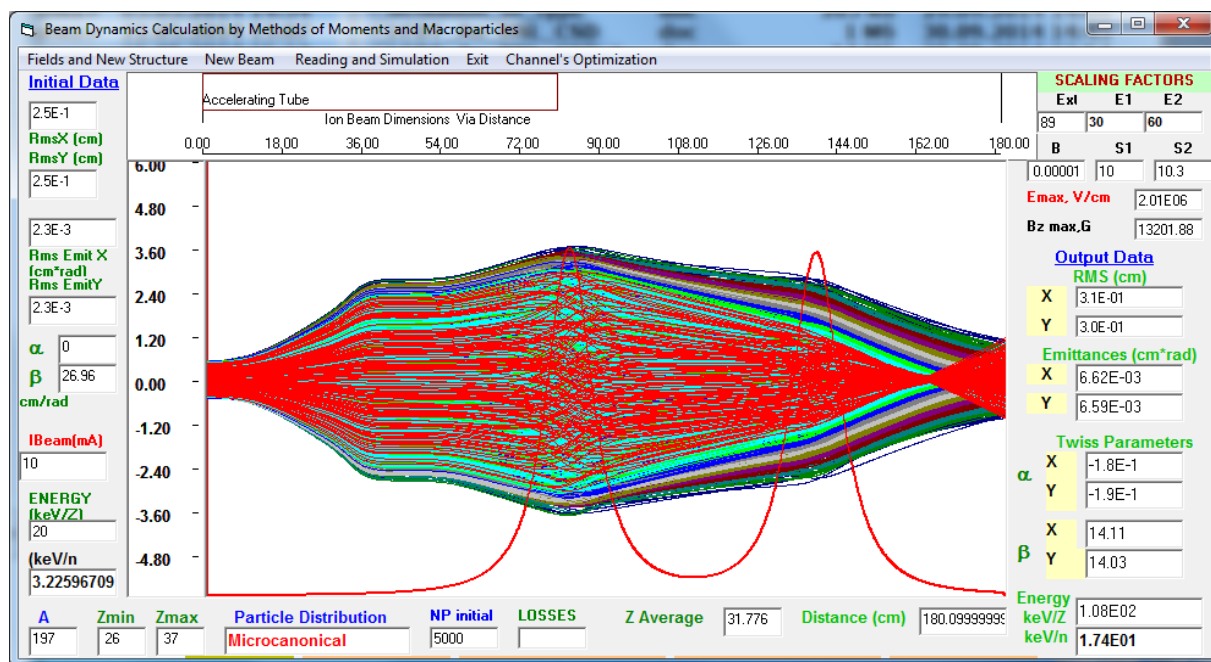 Beam Dynamics Calculation by Methods of Moments and Macroparticles
Fields and New Structure New Beam Reading and Simulation Exit Channel's Optimization
Initial Data
2.5E-1
RmsX (cm)
RmsY (cm)
2.5E-1
2.3E-3
Rms Emit X
(cm*rad)
Rms EmitY
2.3E-3
α 0
β 26.96
cm/rad
IBeam(mA)
10
ENERGY
(keV/Z)
20
(keV/n
3.22596709
Accelerating Tube
Ion Beam Dimensions Via Distance
0.00 18.00 36.00 54.00 72.00 90.00 108.00 126.00 144.00 162.00 180.00
6.00
4.80
3.60
2.40
1.20
0.00
-1.20
-2.40
-3.60
-4.80
SCALING FACTORS
Exl E1 E2
89 30 60
B S1 S2
0.00001 10 10.3
Emax, V/cm 2.01E06
Bz max,G 13201.88
Output Data
RMS (cm)
X 3.1E-01
Y 3.0E-01
Emittances (cm*rad)
X 6.62E-03
Y 6.59E-03
Twiss Parameters
α X -1.8E-1
Y -1.9E-1
β X 14.11
Y 14.03
Energy
keV/Z 1.08E02
keV/n 1.74E01
A Zmin Zmax Particle Distribution NP initial LOSSES Z Average 31.776 Distance (cm) 180.09999999
197 26 37 Microcanonical 5000